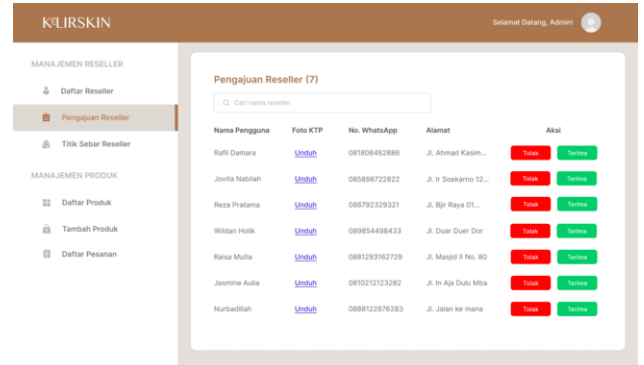 KELIRSKIN
Selamat Datang, Admin!
MANAJEMEN RESELLER
Daftar Reseller
Pengajuan Reseller
Titik Sebar Reseller
MANAJEMEN PRODUK
Daftar Produk
Tambah Produk
Daftar Pesanan
Pengajuan Reseller (7)
Cari nama reseller
Nama Pengguna Foto KTP No. WhatsApp Alamat Aksi
Rafli Damara Unduh 081806462886 Jl. Ahmad Kasim... Tolak Terima
Jovita Nabilah Unduh 085898722822 Jl. Ir Soekarno 12... Tolak Terima
Reza Pratama Unduh 086792329321 Jl. Bjir Raya 01... Tolak Terima
Wildan Holik Unduh 089854498433 Jl. Duar Duer Dor Tolak Terima
Raisa Mutia Unduh 0881293162729 Jl. Masjid II No. 80 Tolak Terima
Jasmine Aulia Unduh 0810212123282 Jl. In Aja Dulu Mba Tolak Terima
Nurbadillah Unduh 0888122876283 Jl. Jalan ke mana Tolak Terima